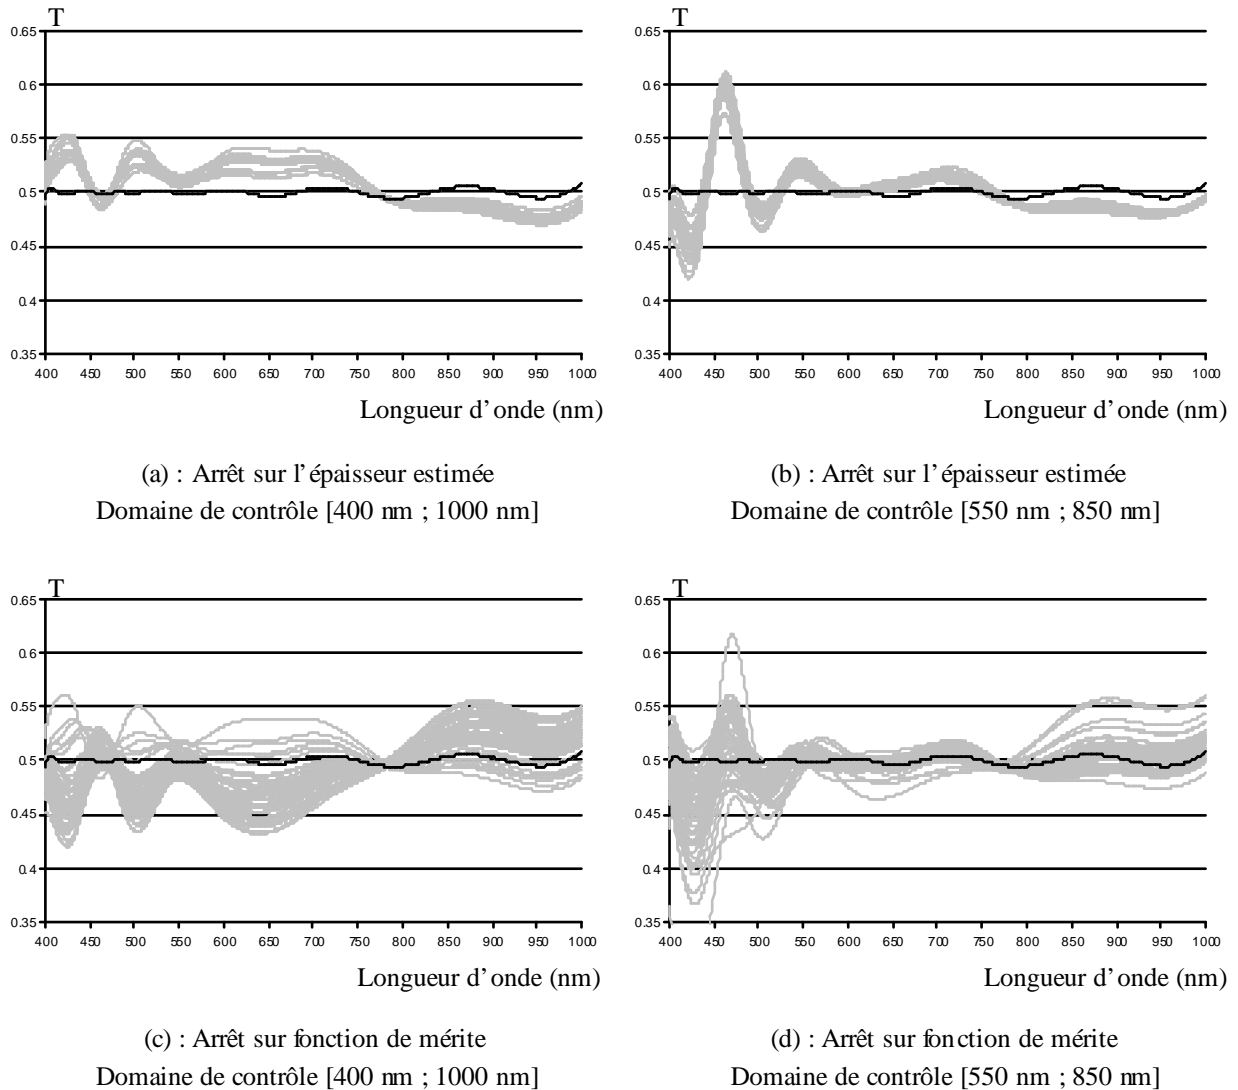 T
0.65
0.6
0.55
0.5
0.45
0.4
0.35
400 450 500 550 600 650 700 750 800 850 900 950 1000
Longueur d'onde (nm)
(a) : Arrêt sur l'épaisseur estimée
Domaine de contrôle [400 nm ; 1000 nm]
T
0.65
0.6
0.55
0.5
0.45
0.4
0.35
400 450 500 550 600 650 700 750 800 850 900 950 1000
Longueur d'onde (nm)
(b) : Arrêt sur l'épaisseur estimée
Domaine de contrôle [550 nm ; 850 nm]
T
0.65
0.6
0.55
0.5
0.45
0.4
0.35
400 450 500 550 600 650 700 750 800 850 900 950 1000
Longueur d'onde (nm)
(c) : Arrêt sur fonction de mérite
Domaine de contrôle [400 nm ; 1000 nm]
T
0.65
0.6
0.55
0.5
0.45
0.4
0.35
400 450 500 550 600 650 700 750 800 850 900 950 1000
Longueur d'onde (nm)
(d) : Arrêt sur fonction de mérite
Domaine de contrôle [550 nm ; 850 nm]